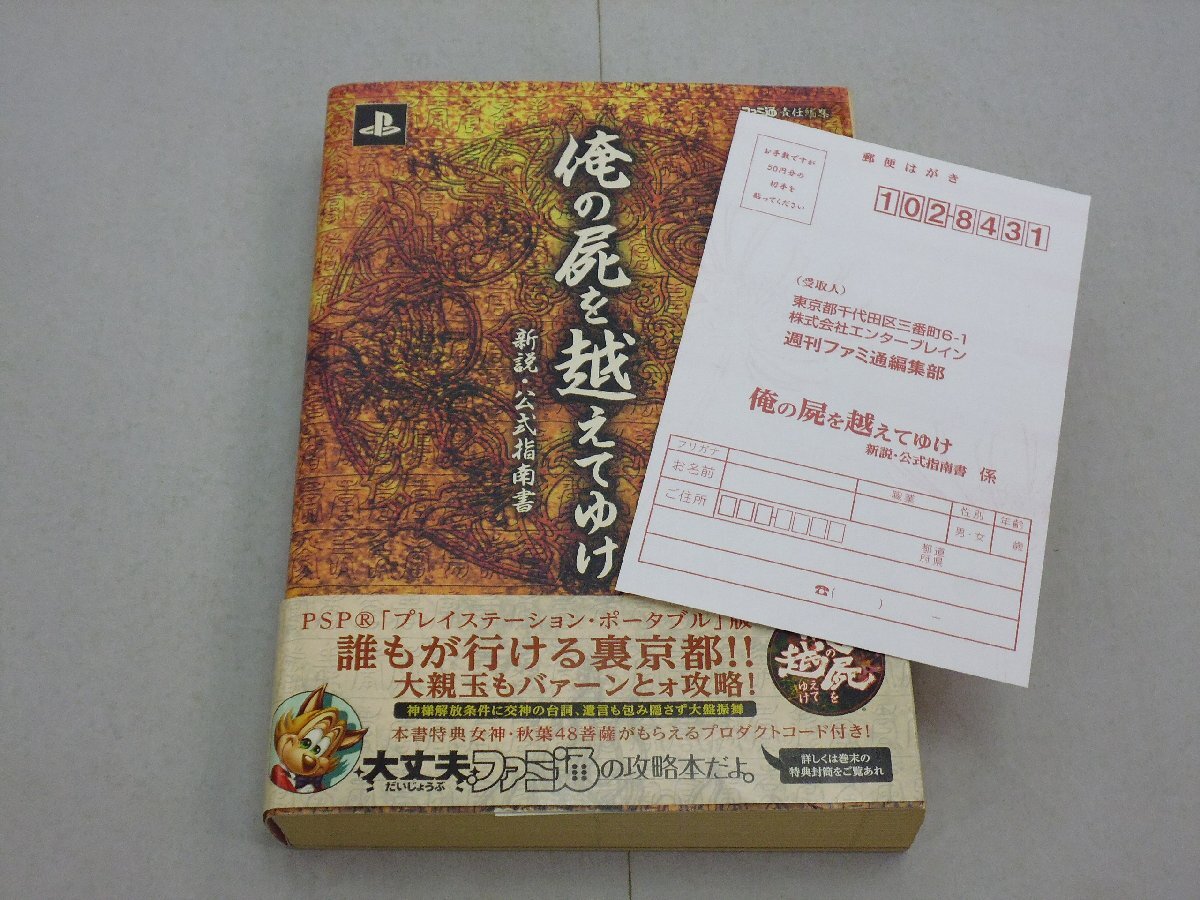 ファミ通 責任編集
俺の屍を越えてゆけ
新説・公式指南書
PSP®「プレイステーション・ポータブル」版
誰もが行ける裏京都!!
大親玉もバァーンとォ攻略!
神様解放条件に交神の台詞、遺言も包み隠さず大盤振舞
本書特典女神・秋葉48菩薩がもらえるプロダクトコード付き!
大丈夫
だいじょうぶ
ファミ通の攻略本だよ。
詳しくは巻末の
特典封筒をご覧あれ
の屍を
越えて
ゆけ
お手数ですが
50円分の
切手を
貼ってください
郵便はがき
102-8431
(受取人)
東京都千代田区三番町6-1
株式会社エンターブレイン
週刊ファミ通編集部
俺の屍を越えてゆけ
新説・公式指南書 係
フリガナ
お名前
職業
性別
男・女
年齢
歳
ご住所
都道
府県
☎( ) －